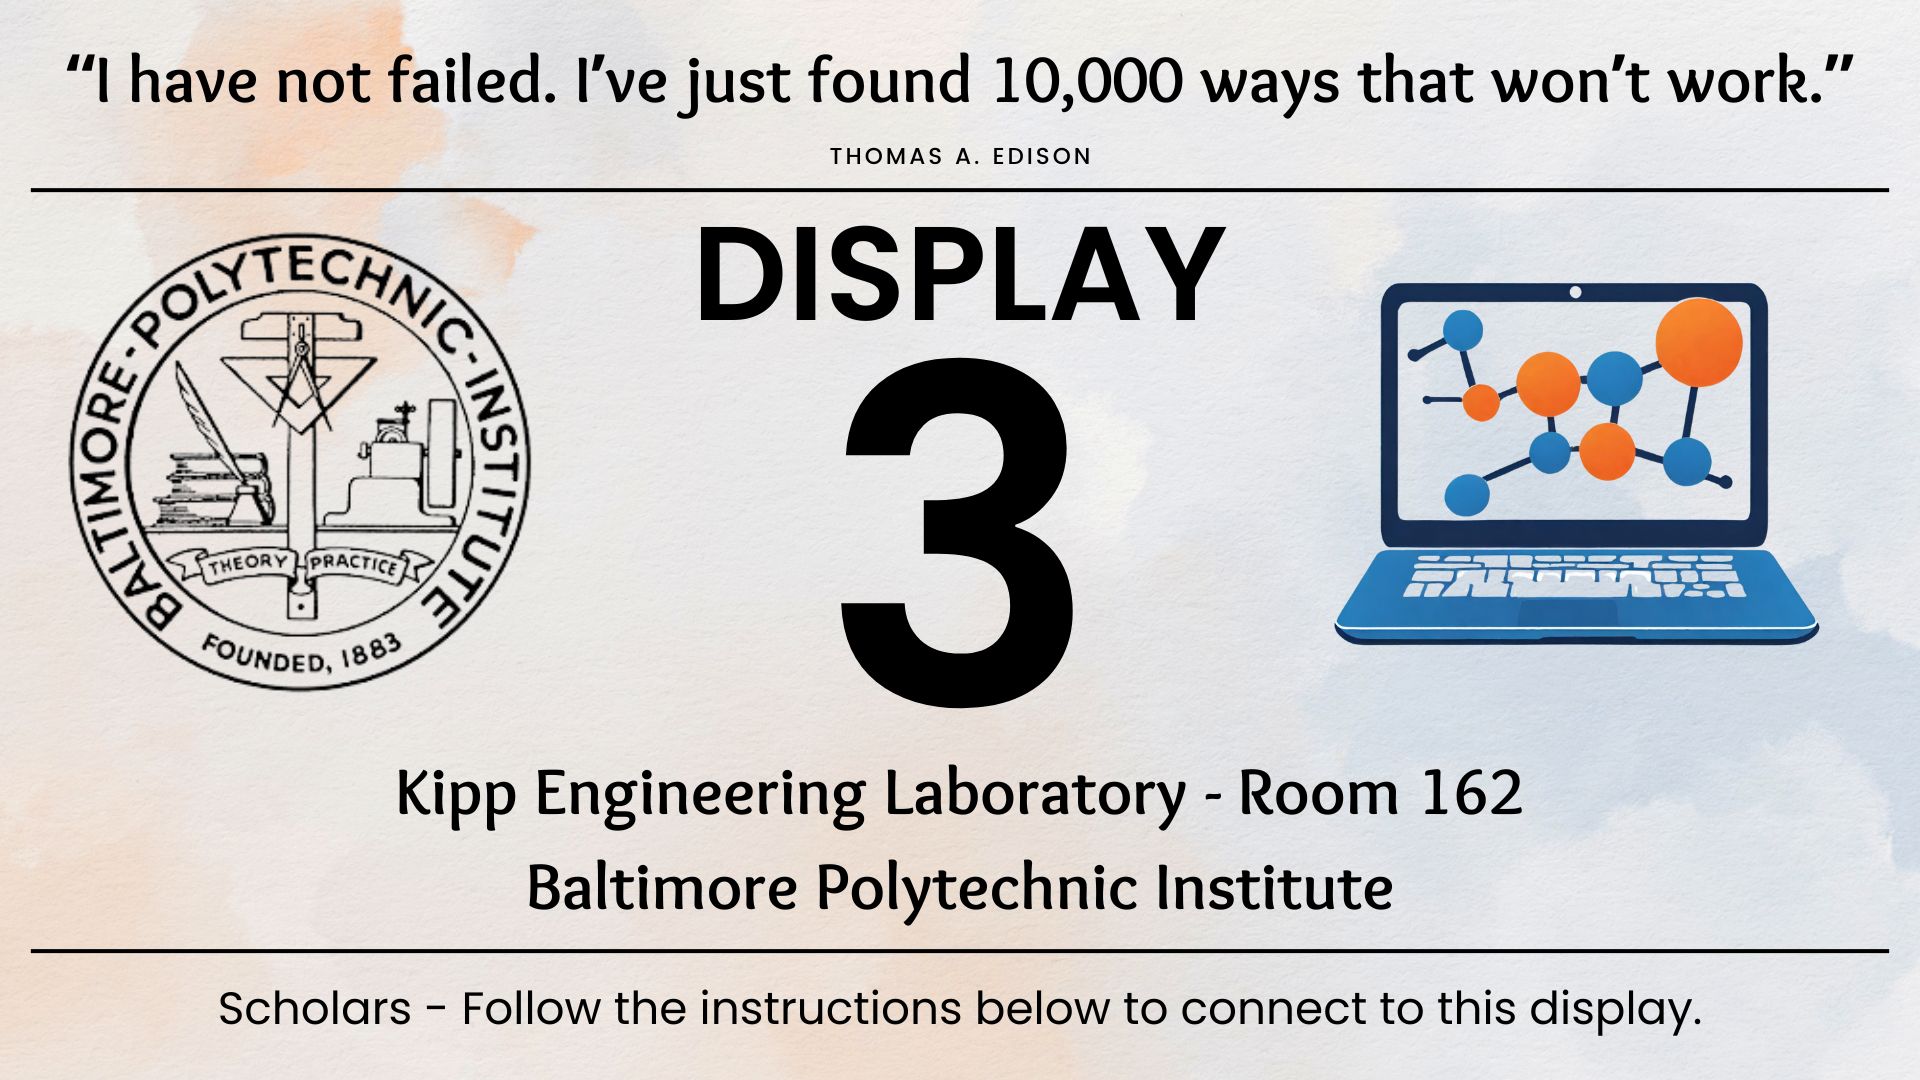 “I have not failed. I’ve just found 10,000 ways that won’t work.”
THOMAS A. EDISON
BALTIMORE·POLYTECHNIC·INSTITUTE
THEORY PRACTICE
FOUNDED, 1883
DISPLAY
3
Kipp Engineering Laboratory - Room 162
Baltimore Polytechnic Institute
Scholars - Follow the instructions below to connect to this display.